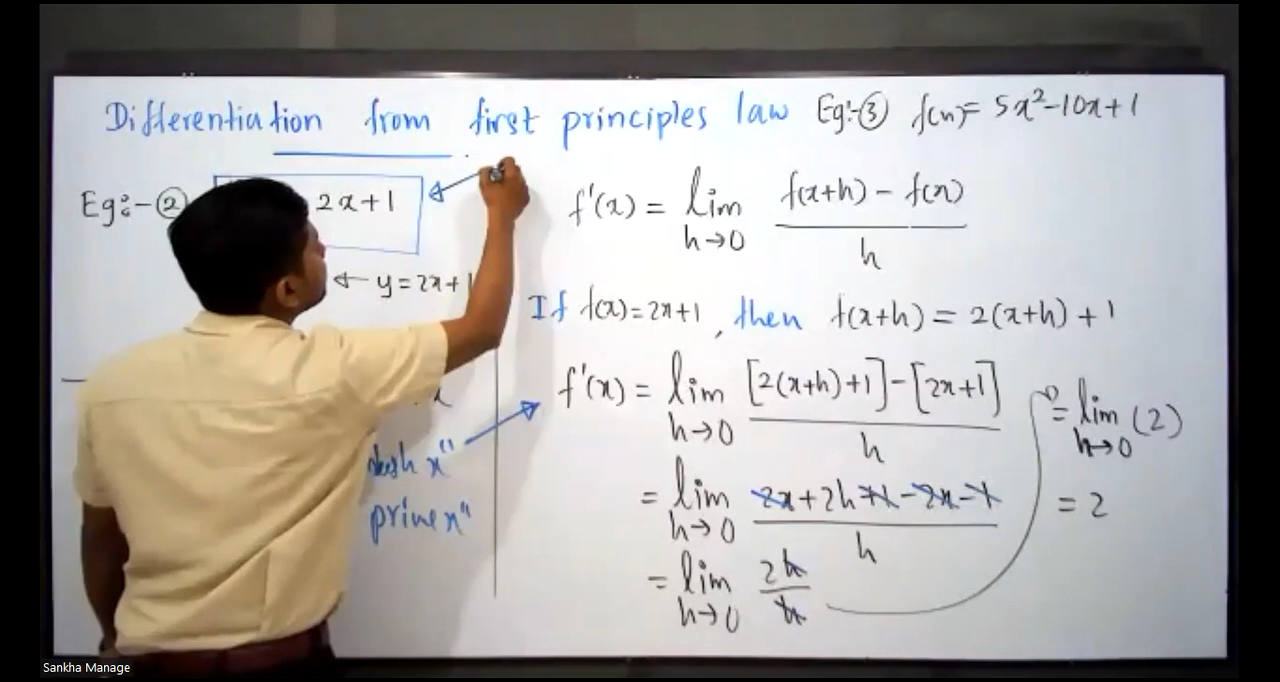 Differentiation from first principles law Eg:-③ f(x)= 5x²-10x+1
Eg:-② 2x+1
← y=2x+1
x
dash x"
prime x"
f'(x) = lim h→0 f(x+h) - f(x) / h
If f(x)=2x+1, then f(x+h) = 2(x+h)+1
f'(x) = lim h→0 [2(x+h)+1]-[2x+1] / h
= lim h→0 2x+2h+1-2x-1 / h
= lim h→0 2h / h
= lim h→0 (2)
= 2
Sankha Manage